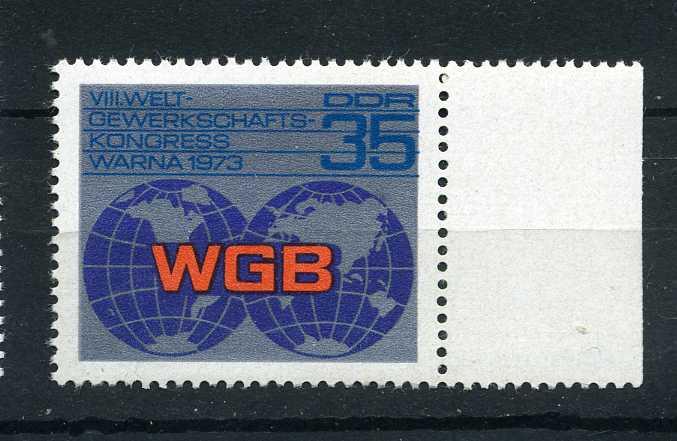 VIII. WELT-
GEWERKSCHAFTS-
KONGRESS
WARNA 1973
DDR
35
WGB